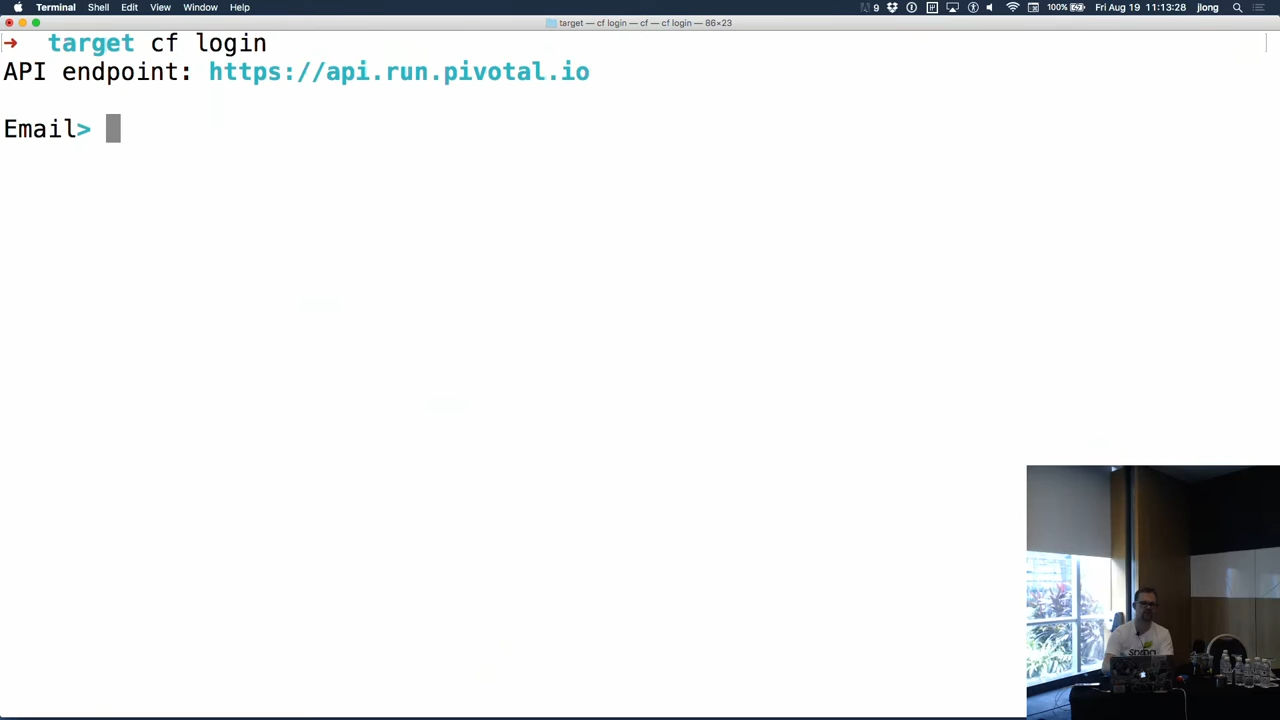 Terminal Shell Edit View Window Help 9 100% Fri Aug 19 11:13:28 jlong
target — cf login — cf — cf login — 86×23
→ target cf login
API endpoint: https://api.run.pivotal.io
Email>